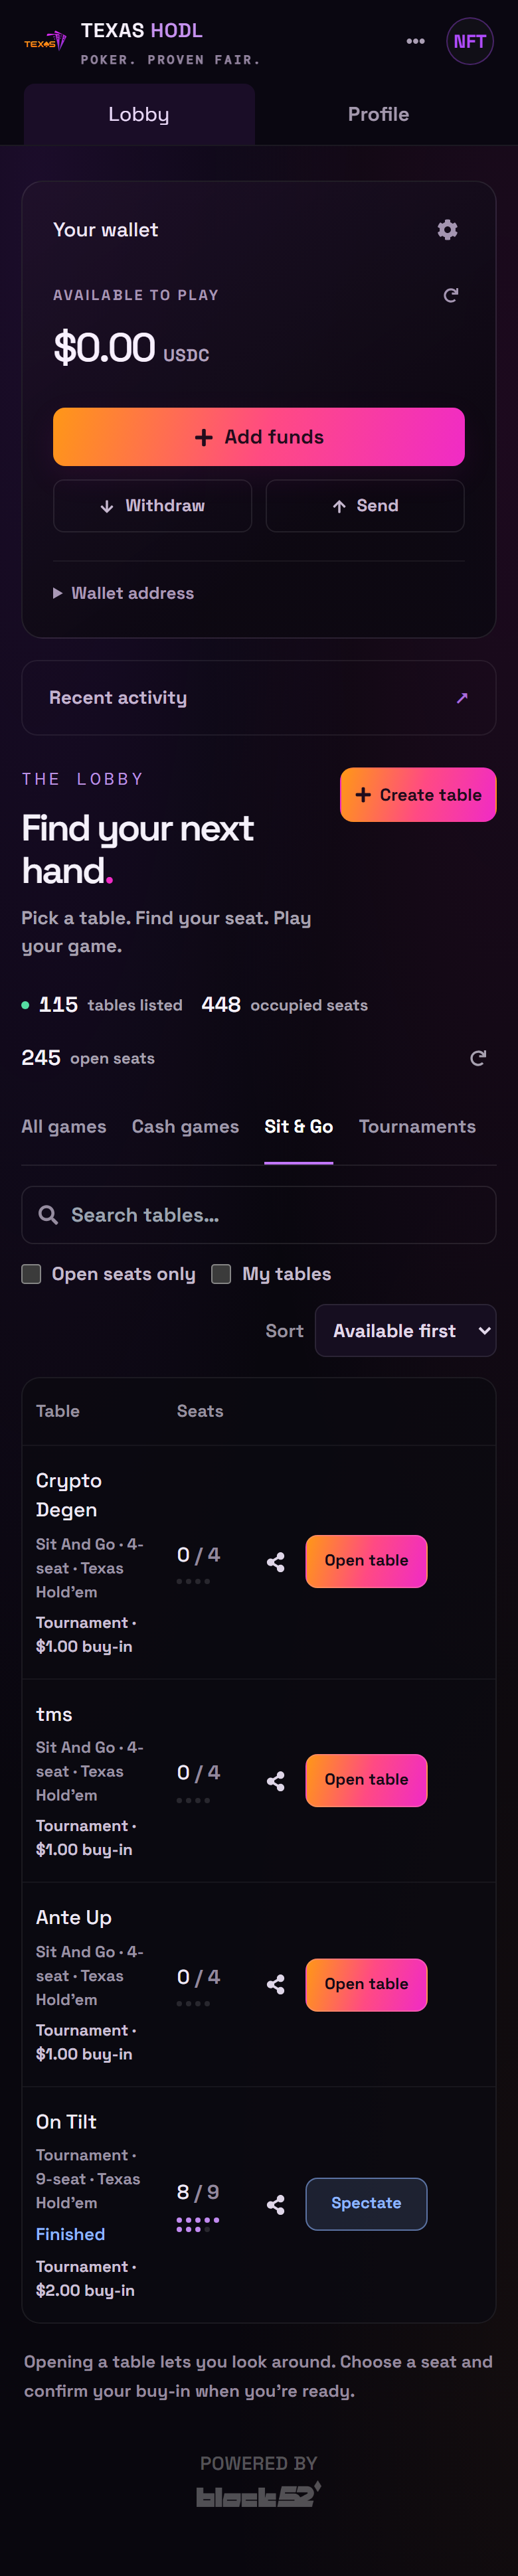 TEXAS HODL
POKER. PROVEN FAIR.
TEXAS
NFT
Lobby
Profile
Your wallet
AVAILABLE TO PLAY
$0.00 USDC
Add funds
Withdraw
Send
Wallet address
Recent activity
THE LOBBY
Create table
Find your next
hand.
Pick a table. Find your seat. Play
your game.
115 tables listed 448 occupied seats
245 open seats
All games Cash games Sit & Go Tournaments
Search tables...
Open seats only My tables
Sort Available first
Table Seats
Crypto
Degen
Sit And Go · 4-
seat · Texas
Hold'em
Tournament ·
$1.00 buy-in
0 / 4
Open table
tms
Sit And Go · 4-
seat · Texas
Hold'em
Tournament ·
$1.00 buy-in
0 / 4
Open table
Ante Up
Sit And Go · 4-
seat · Texas
Hold'em
Tournament ·
$1.00 buy-in
0 / 4
Open table
On Tilt
Tournament ·
9-seat · Texas
Hold'em
Finished
Tournament ·
$2.00 buy-in
8 / 9
Spectate
Opening a table lets you look around. Choose a seat and
confirm your buy-in when you're ready.
POWERED BY
block52